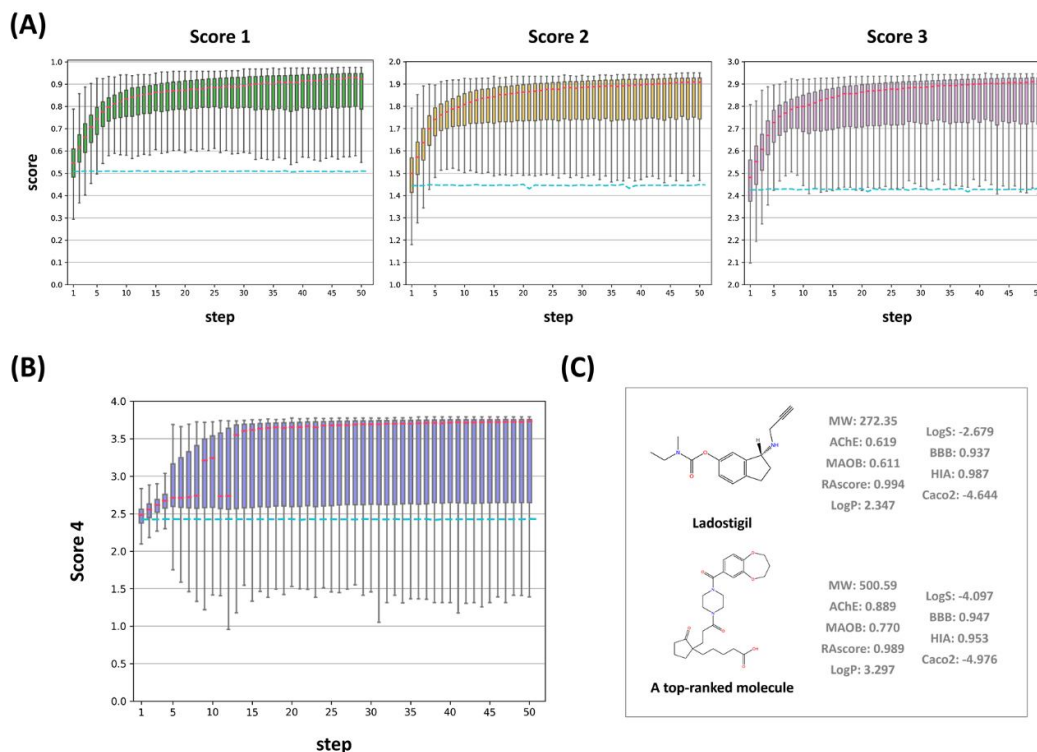 (A)
Score 1
Score 2
Score 3
score
1.0
0.9
0.8
0.7
0.6
0.5
0.4
0.3
0.2
0.1
0.0
1 5 10 15 20 25 30 35 40 45 50
step
2.0
1.9
1.8
1.7
1.6
1.5
1.4
1.3
1.2
1.1
1.0
1 5 10 15 20 25 30 35 40 45 50
step
3.0
2.9
2.8
2.7
2.6
2.5
2.4
2.3
2.2
2.1
2.0
1 5 10 15 20 25 30 35 40 45 5
step
(B)
Score 4
4.0
3.5
3.0
2.5
2.0
1.5
1.0
0.5
0.0
1 5 10 15 20 25 30 35 40 45 50
step
(C)
H
NH
N
O
O
Ladostigil
MW: 272.35
AChE: 0.619
MAOB: 0.611
RAscore: 0.994
LogP: 2.347
LogS: -2.679
BBB: 0.937
HIA: 0.987
Caco2: -4.644
O
O
O
N
N
O
O
OH
O
A top-ranked molecule
MW: 500.59
AChE: 0.889
MAOB: 0.770
RAscore: 0.989
LogP: 3.297
LogS: -4.097
BBB: 0.947
HIA: 0.953
Caco2: -4.976